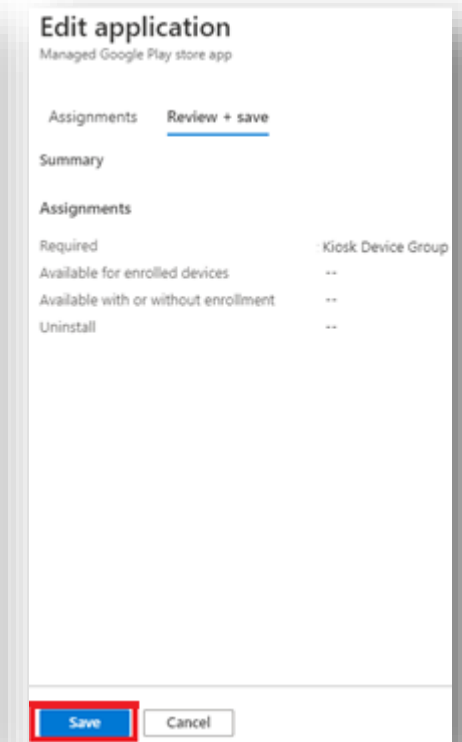 Edit application
Managed Google Play store app
Assignments Review + save
Summary
Assignments
Required Kiosk Device Group
Available for enrolled devices --
Available with or without enrollment --
Uninstall --
Save Cancel